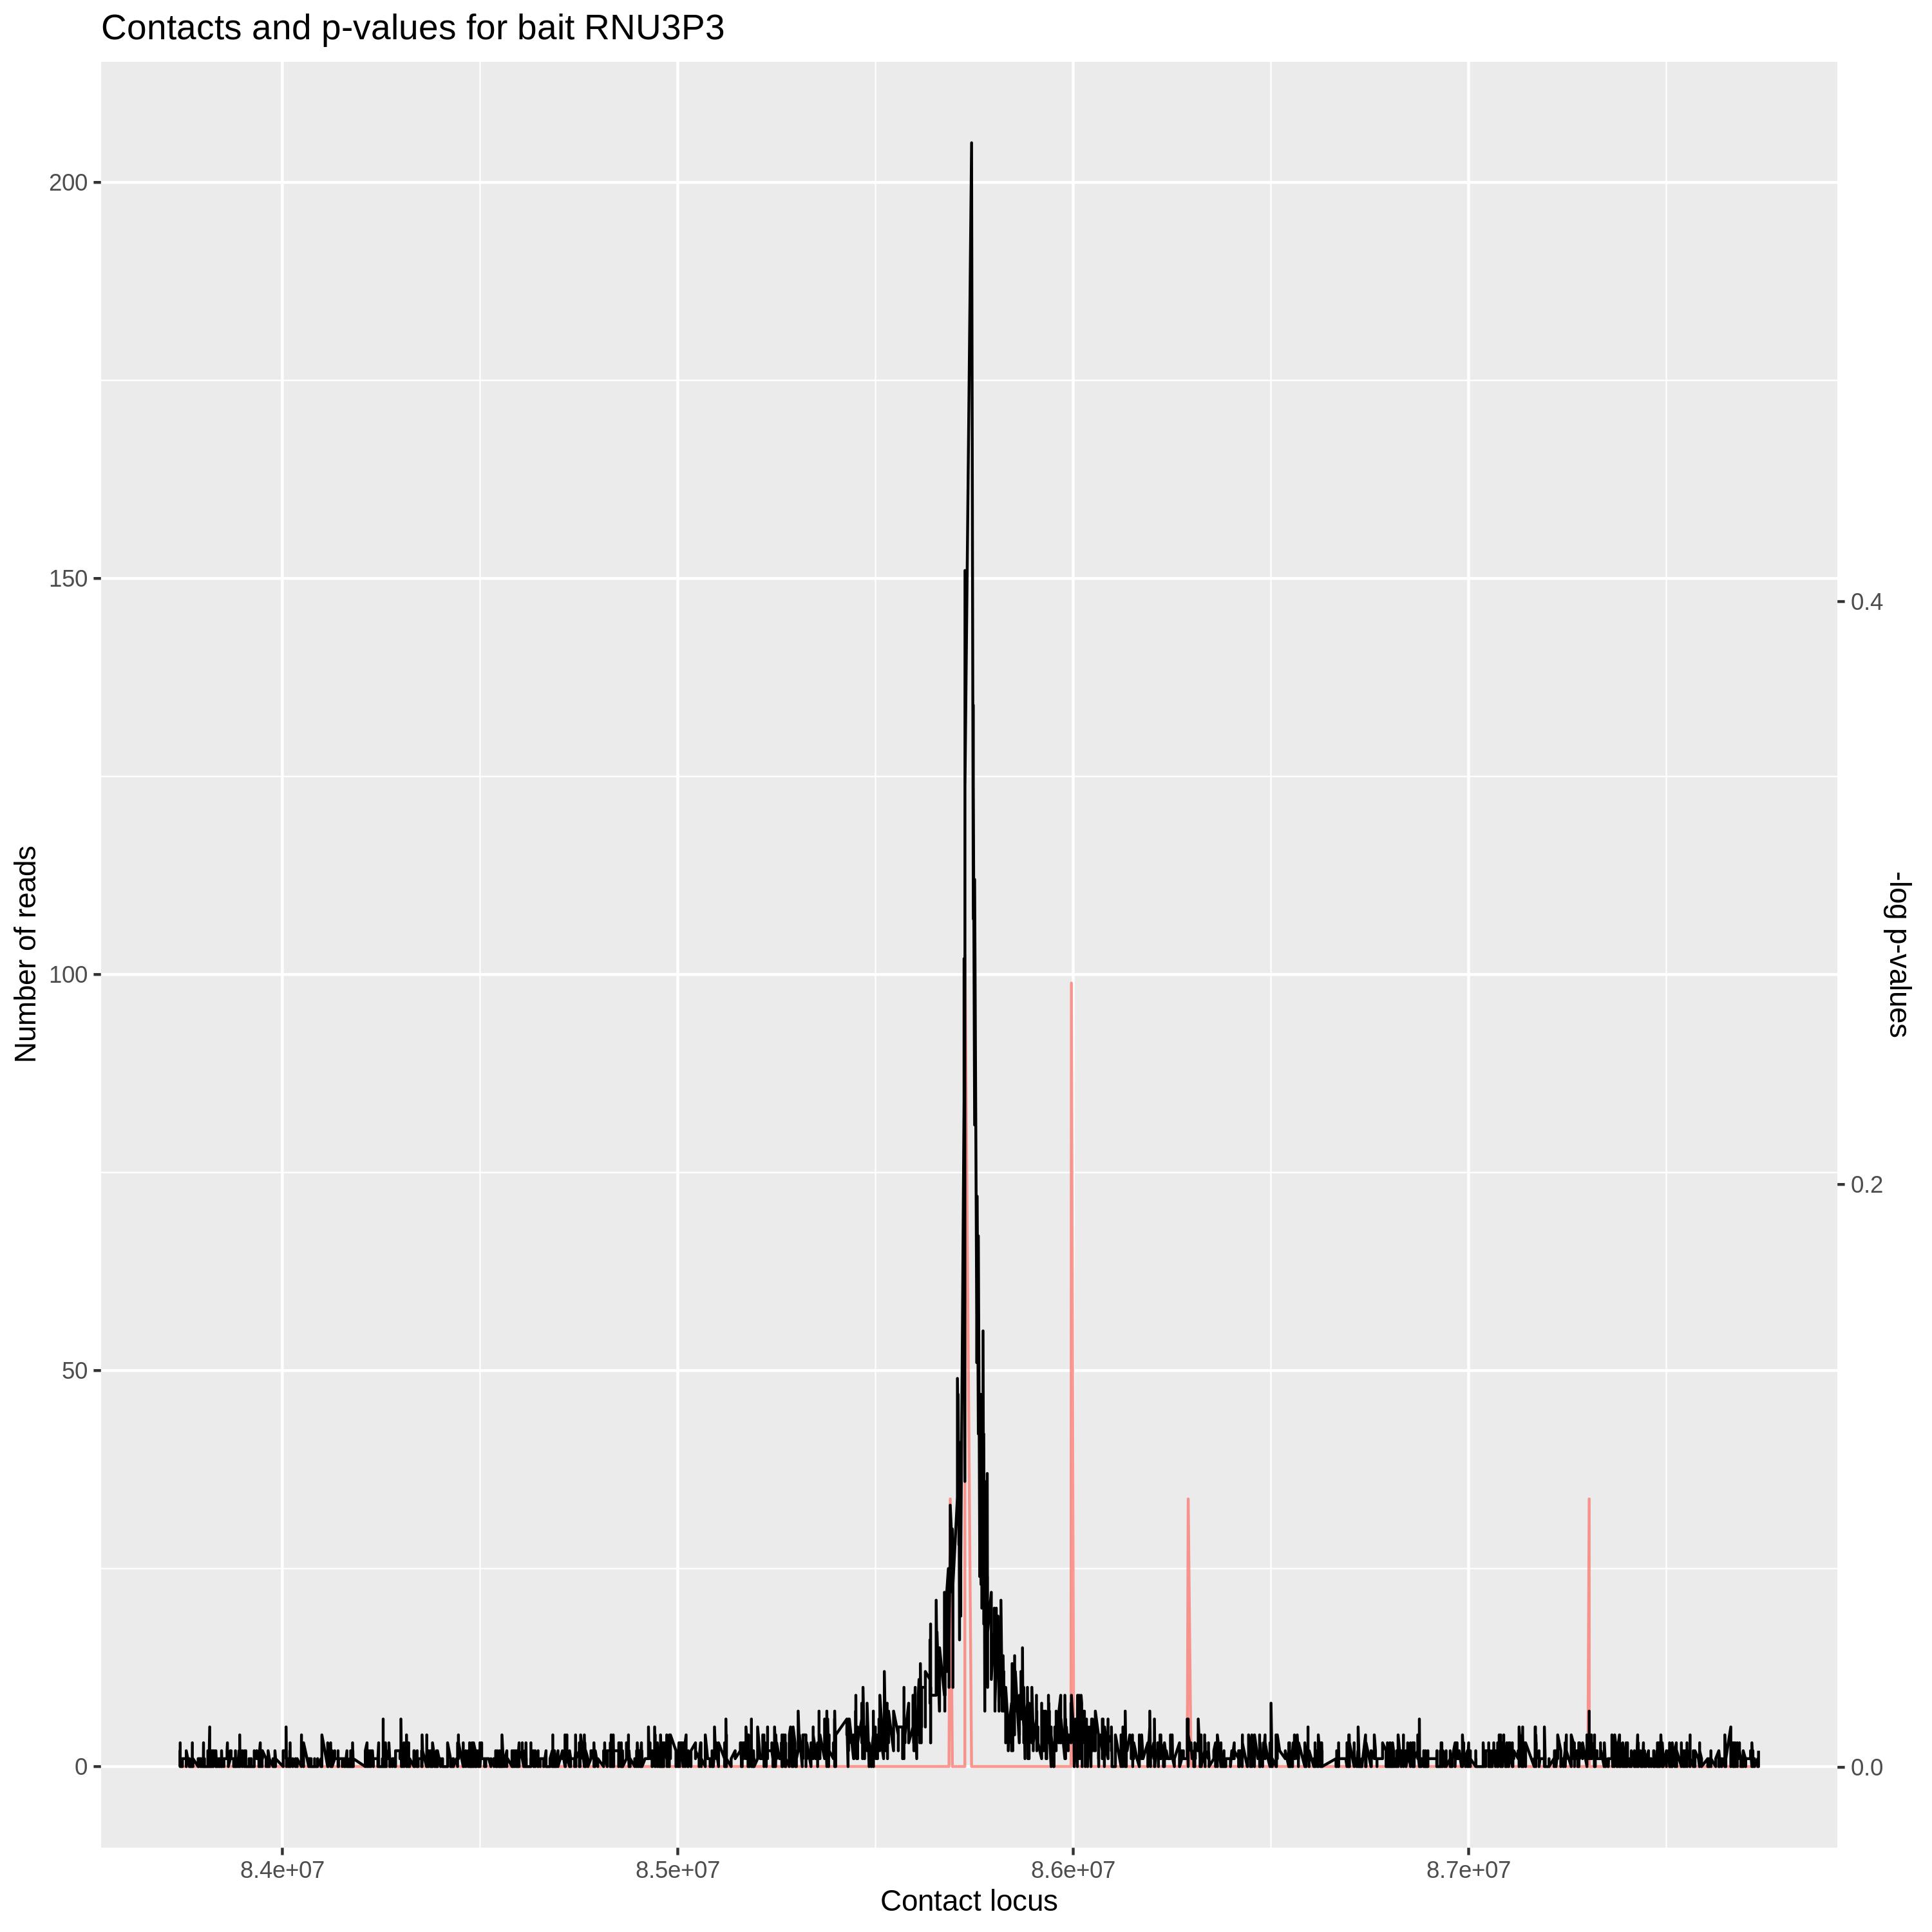 Contacts and p-values for bait RNU3P3
200
150
100
50
0
0.4
0.2
0.0
Number of reads
-log p-values
8.4e+07 8.5e+07 8.6e+07 8.7e+07
Contact locus